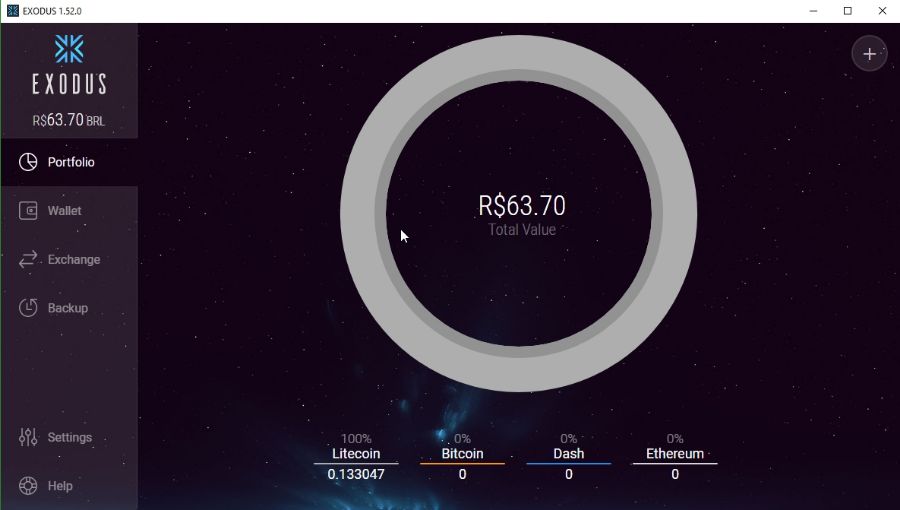 EXODUS 1.52.0
EXODUS
R$63.70 BRL
Portfolio
Wallet
Exchange
Backup
Settings
Help
R$63.70
Total Value
100% 0% 0% 0%
Litecoin Bitcoin Dash Ethereum
0.133047 0 0 0